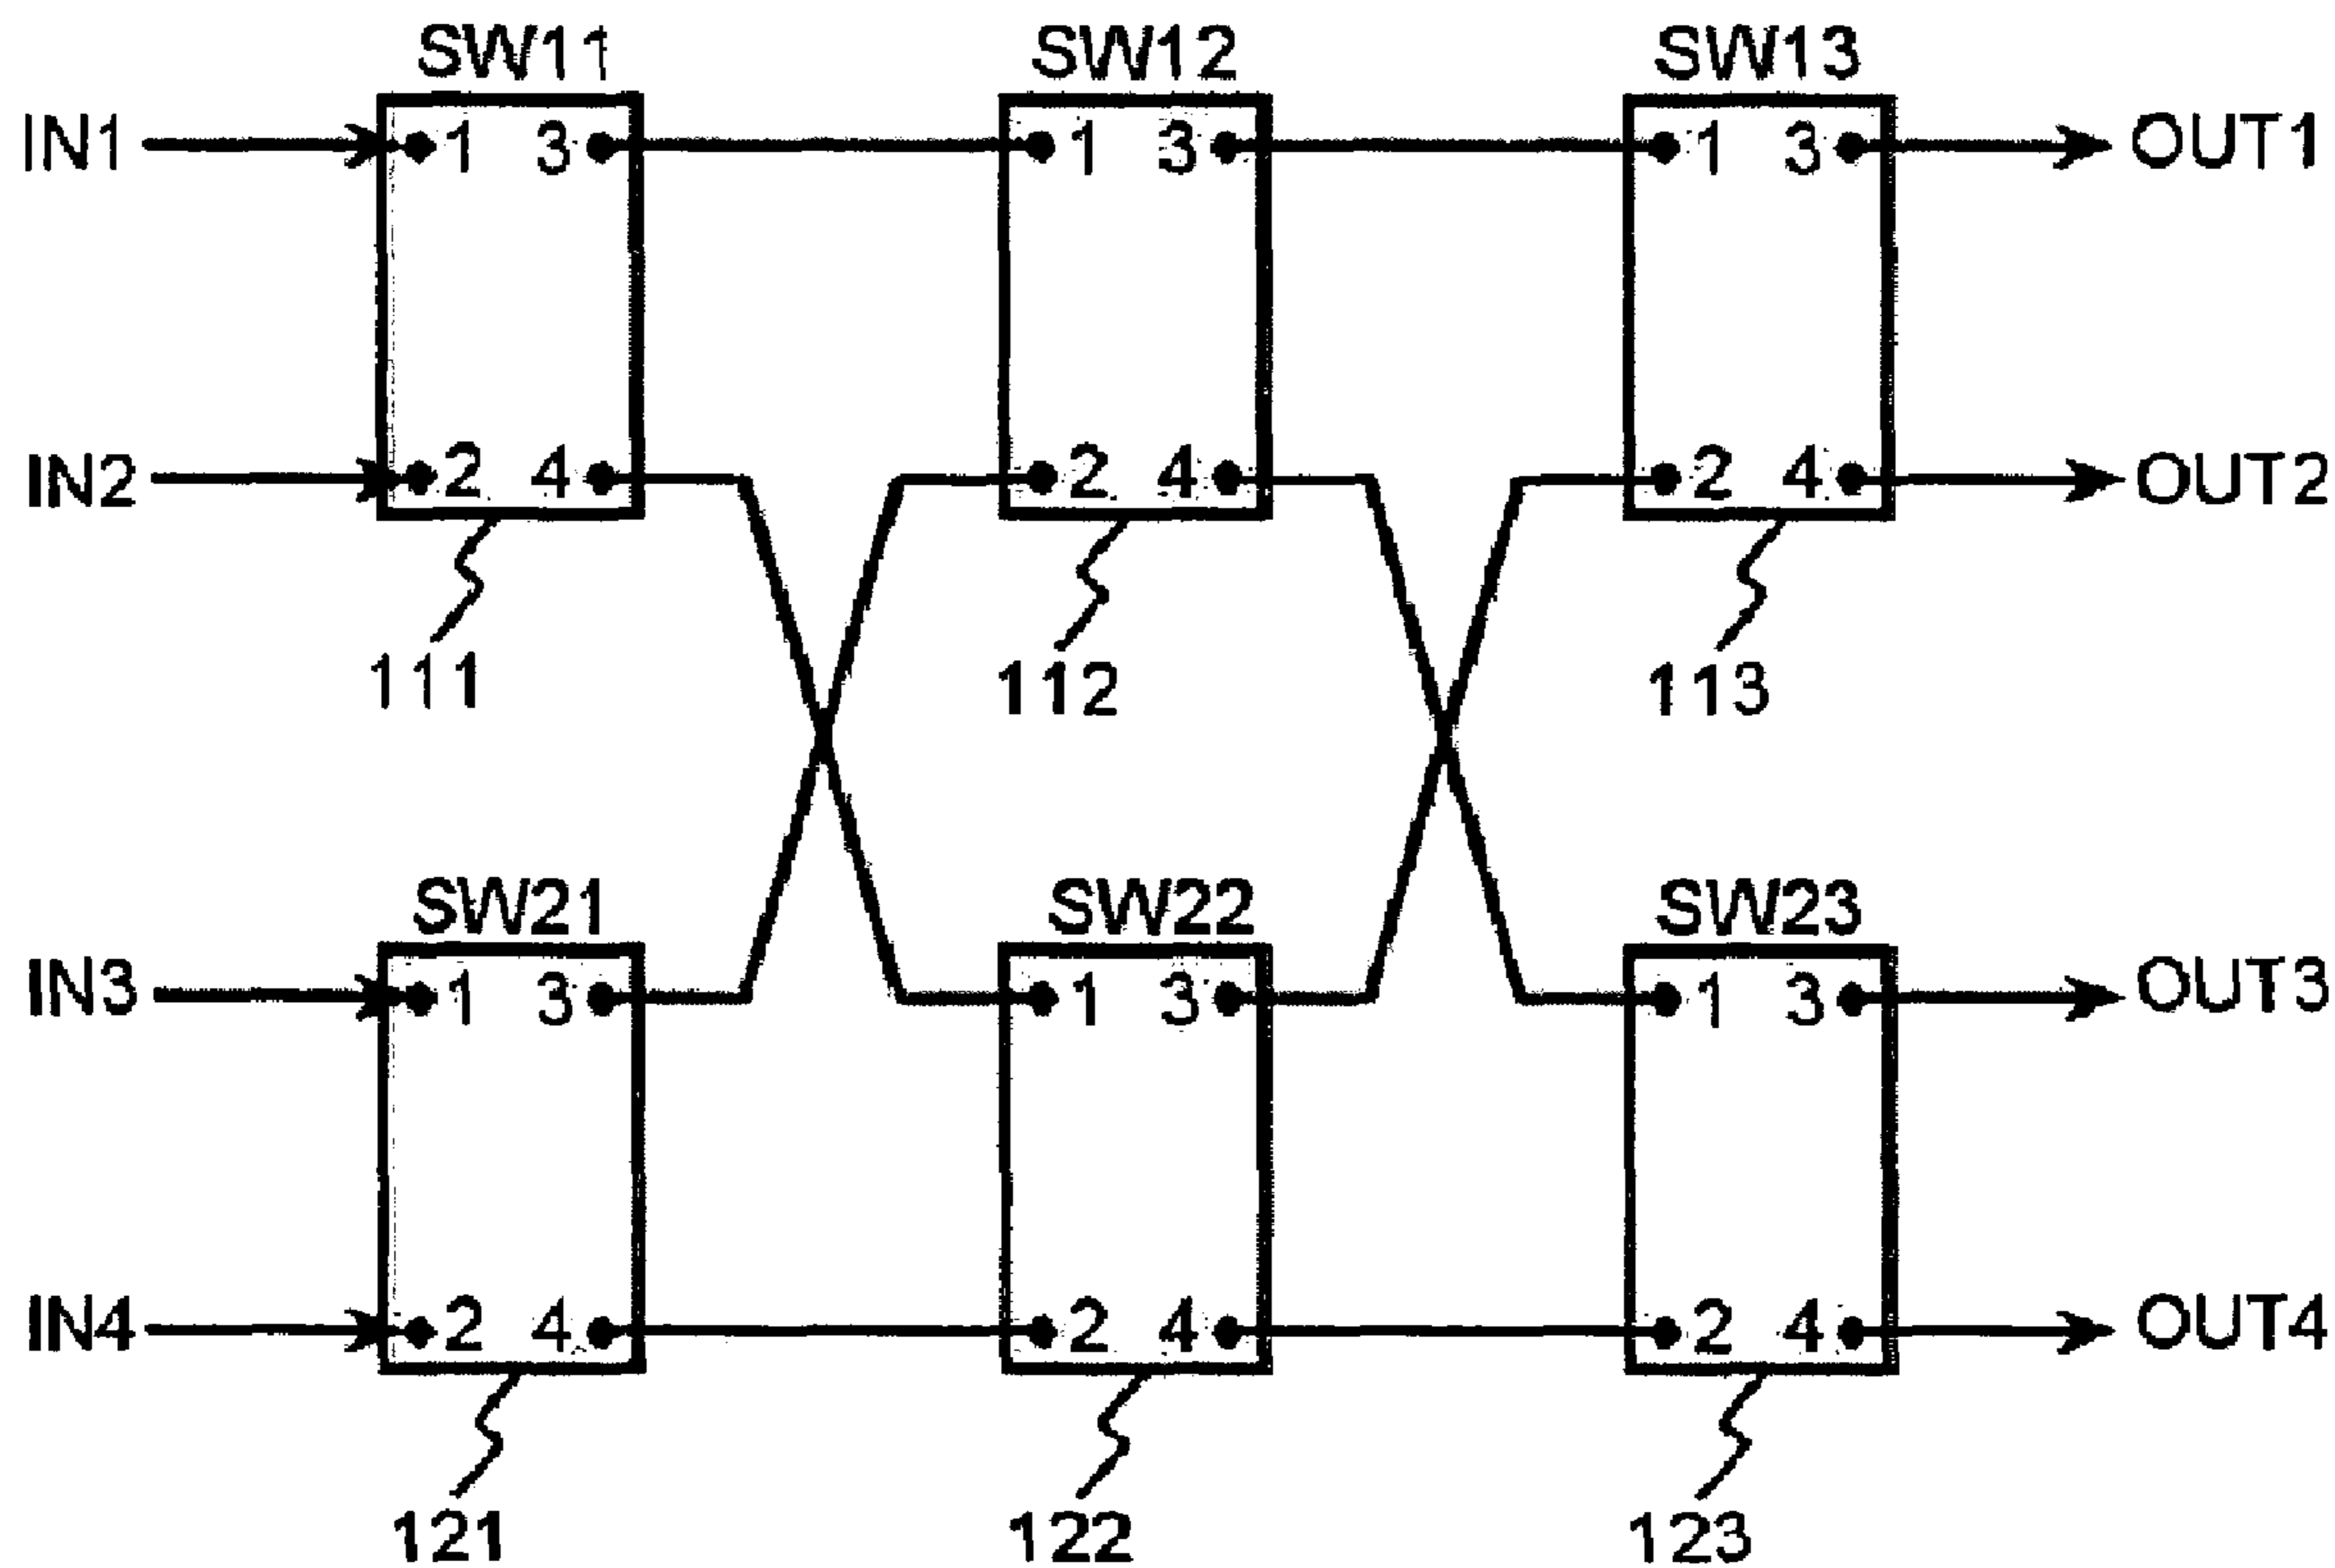 SW11 SW12 SW13
IN1 1 3 1 3 1 3 OUT1
IN2 2 4 2 4 2 4 OUT2
111 112 113
SW21 SW22 SW23
IN3 1 3 1 3 1 3 OUT3
IN4 2 4 2 4 2 4 OUT4
121 122 123